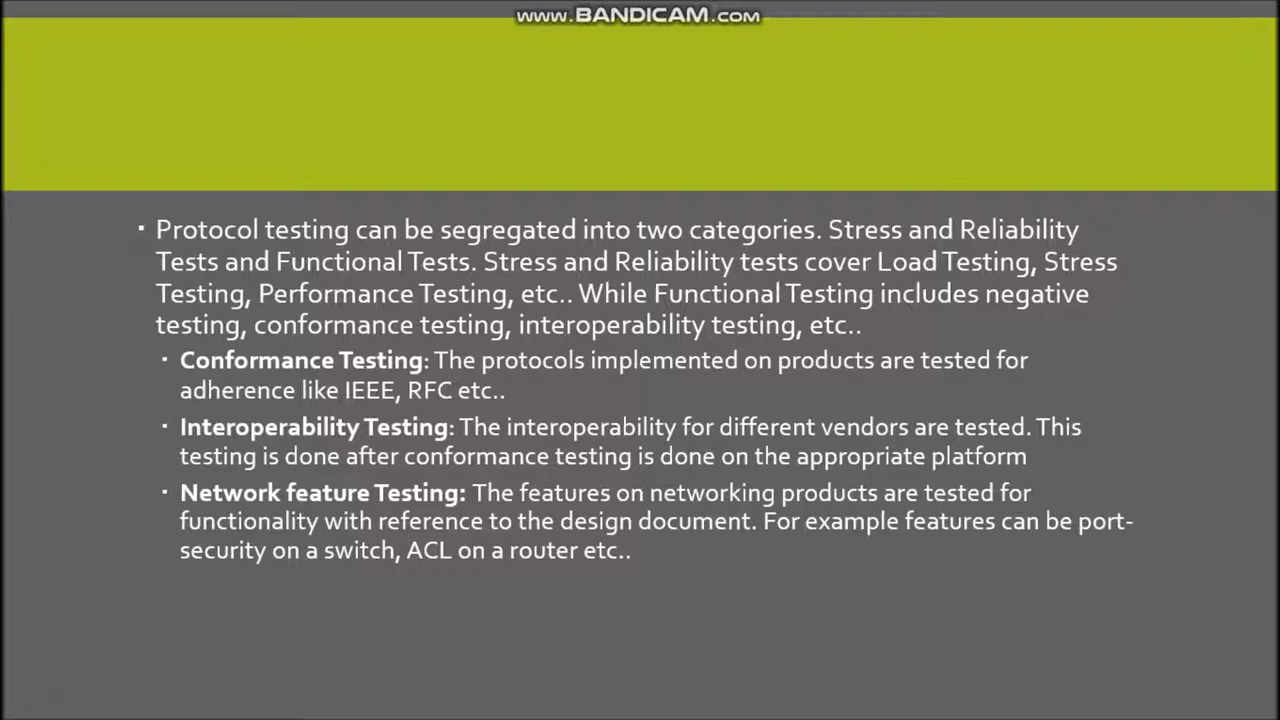 www.BANDICAM.com
▪ Protocol testing can be segregated into two categories. Stress and Reliability
Tests and Functional Tests. Stress and Reliability tests cover Load Testing, Stress
Testing, Performance Testing, etc.. While Functional Testing includes negative
testing, conformance testing, interoperability testing, etc..
▪ Conformance Testing: The protocols implemented on products are tested for
adherence like IEEE, RFC etc..
▪ Interoperability Testing: The interoperability for different vendors are tested. This
testing is done after conformance testing is done on the appropriate platform
▪ Network feature Testing: The features on networking products are tested for
functionality with reference to the design document. For example features can be port-
security on a switch, ACL on a router etc..